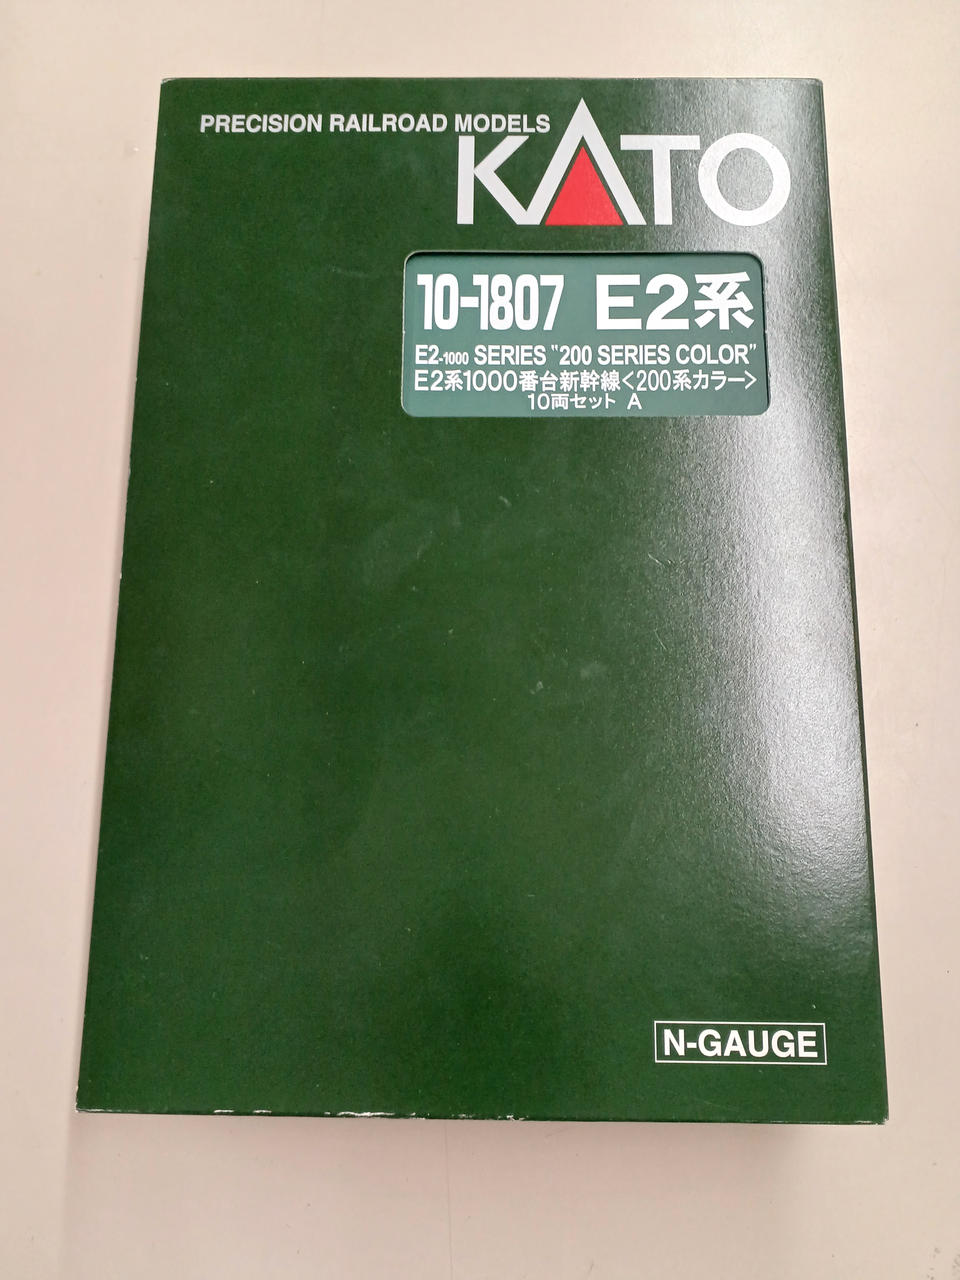 PRECISION RAILROAD MODELS
KATO
10-1807 E2系
E2-1000 SERIES "200 SERIES COLOR"
E2系1000番台新幹線<200系カラー>
10両セット A
N-GAUGE